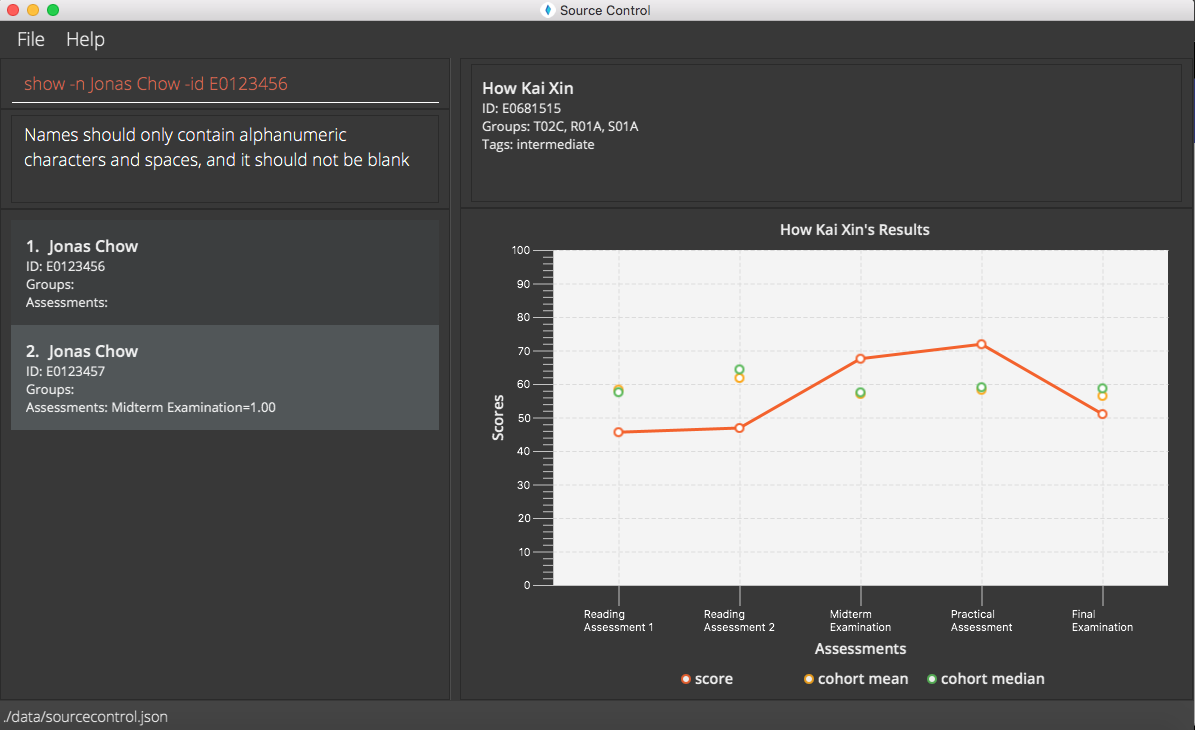 Source Control
File Help
show -n Jonas Chow -id E0123456
Names should only contain alphanumeric
characters and spaces, and it should not be blank
1. Jonas Chow
ID: E0123456
Groups:
Assessments:
2. Jonas Chow
ID: E0123457
Groups:
Assessments: Midterm Examination=1.00
How Kai Xin
ID: E0681515
Groups: T02C, R01A, S01A
Tags: intermediate
How Kai Xin's Results
Scores
100
90
80
70
60
50
40
30
20
10
0
Reading
Assessment 1
Reading
Assessment 2
Midterm
Examination
Practical
Assessment
Final
Examination
Assessments
score cohort mean cohort median
./data/sourcecontrol.json